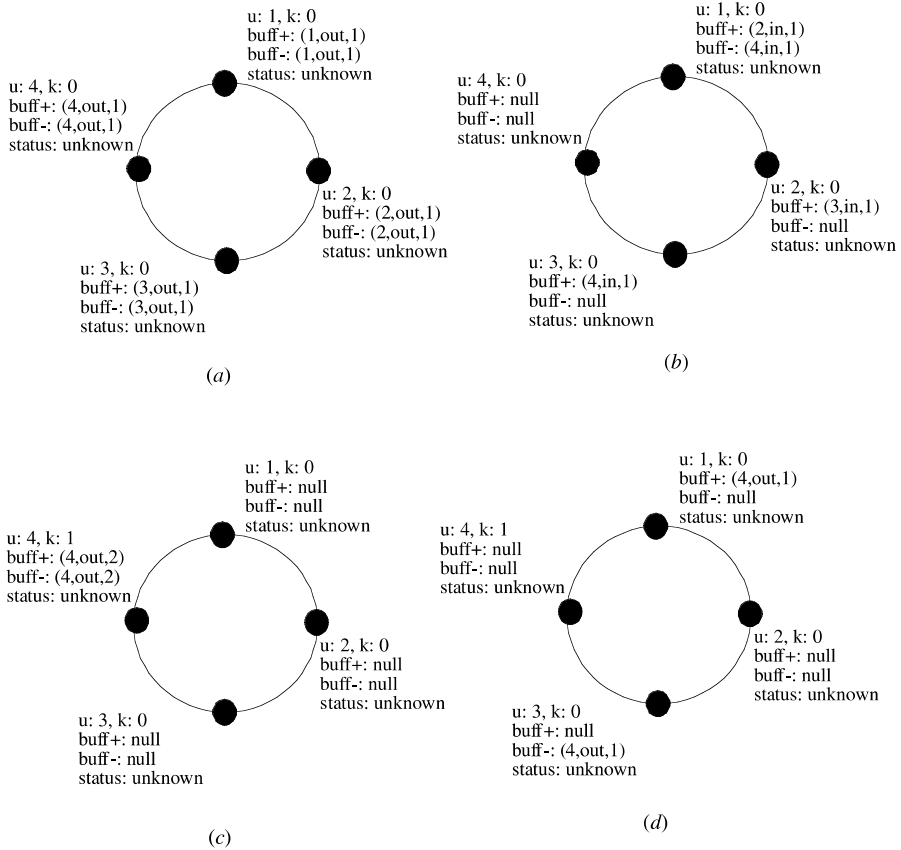 u: 1, k: 0
buff+: (1,out,1)
buff-: (1,out,1)
status: unknown
u: 4, k: 0
buff+: (4,out,1)
buff-: (4,out,1)
status: unknown
u: 2, k: 0
buff+: (2,out,1)
buff-: (2,out,1)
status: unknown
u: 3, k: 0
buff+: (3,out,1)
buff-: (3,out,1)
status: unknown
(a)
u: 1, k: 0
buff+: (2,in,1)
buff-: (4,in,1)
status: unknown
u: 4, k: 0
buff+: null
buff-: null
status: unknown
u: 2, k: 0
buff+: (3,in,1)
buff-: null
status: unknown
u: 3, k: 0
buff+: (4,in,1)
buff-: null
status: unknown
(b)
u: 1, k: 0
buff+: null
buff-: null
status: unknown
u: 4, k: 1
buff+: (4,out,2)
buff-: (4,out,2)
status: unknown
u: 2, k: 0
buff+: null
buff-: null
status: unknown
u: 3, k: 0
buff+: null
buff-: null
status: unknown
(c)
u: 1, k: 0
buff+: (4,out,1)
buff-: null
status: unknown
u: 4, k: 1
buff+: null
buff-: null
status: unknown
u: 2, k: 0
buff+: null
buff-: null
status: unknown
u: 3, k: 0
buff+: null
buff-: (4,out,1)
status: unknown
(d)